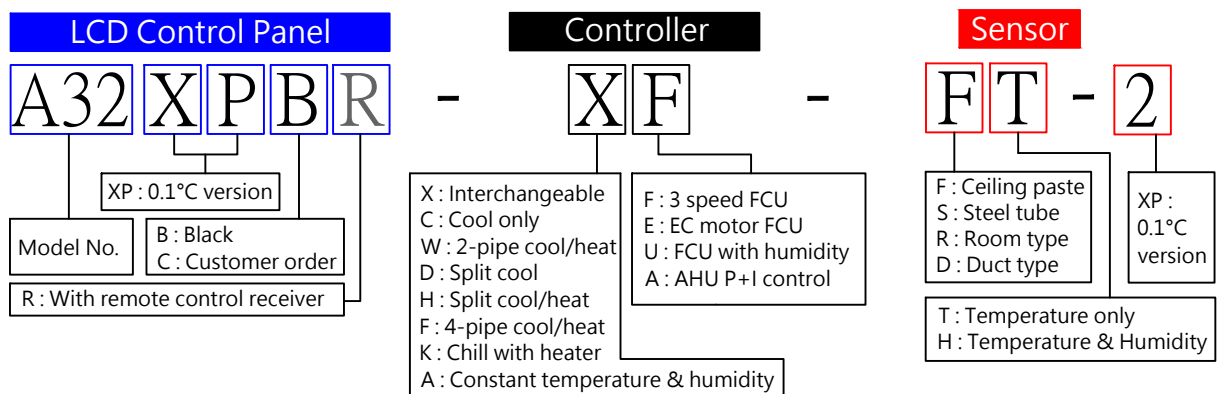 LCD Control Panel
Controller
Sensor
A32 X P B R - X F - F T - 2
XP : 0.1°C version
Model No.
B : Black
C : Customer order
R : With remote control receiver
X : Interchangeable
C : Cool only
W : 2-pipe cool/heat
D : Split cool
H : Split cool/heat
F : 4-pipe cool/heat
K : Chill with heater
A : Constant temperature & humidity
F : 3 speed FCU
E : EC motor FCU
U : FCU with humidity
A : AHU P+I control
F : Ceiling paste
S : Steel tube
R : Room type
D : Duct type
XP :
0.1°C
version
T : Temperature only
H : Temperature & Humidity